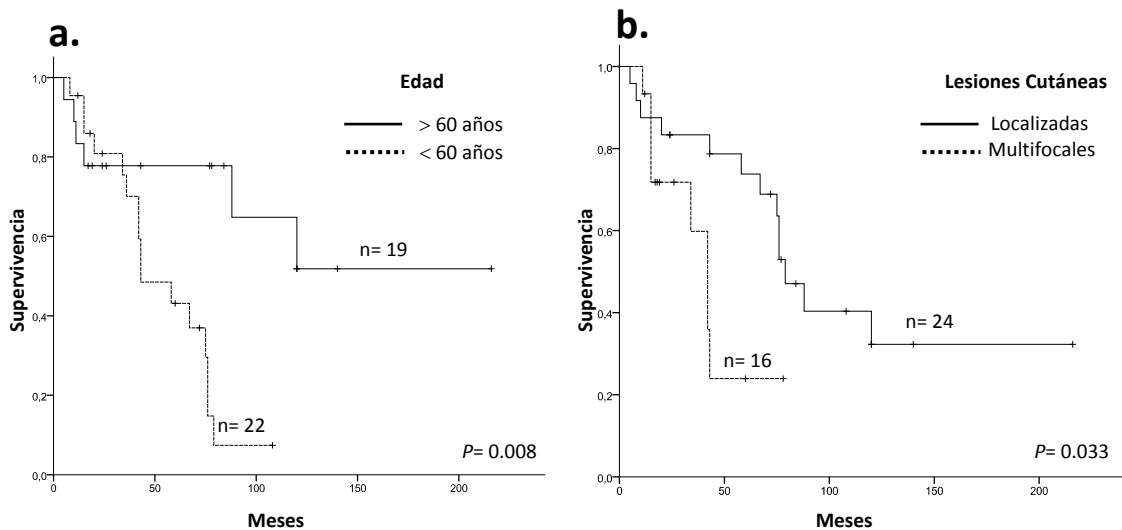 a.
Edad
> 60 años
< 60 años
Supervivencia
1,0
0,8
0,6
0,4
0,2
0,0
n= 19
n= 22
P= 0.008
0
50
100
150
200
Meses
b.
Lesiones Cutáneas
Localizadas
Multifocales
Supervivencia
1,0
0,8
0,6
0,4
0,2
0,0
n= 24
n= 16
P= 0.033
0
50
100
150
200
Meses